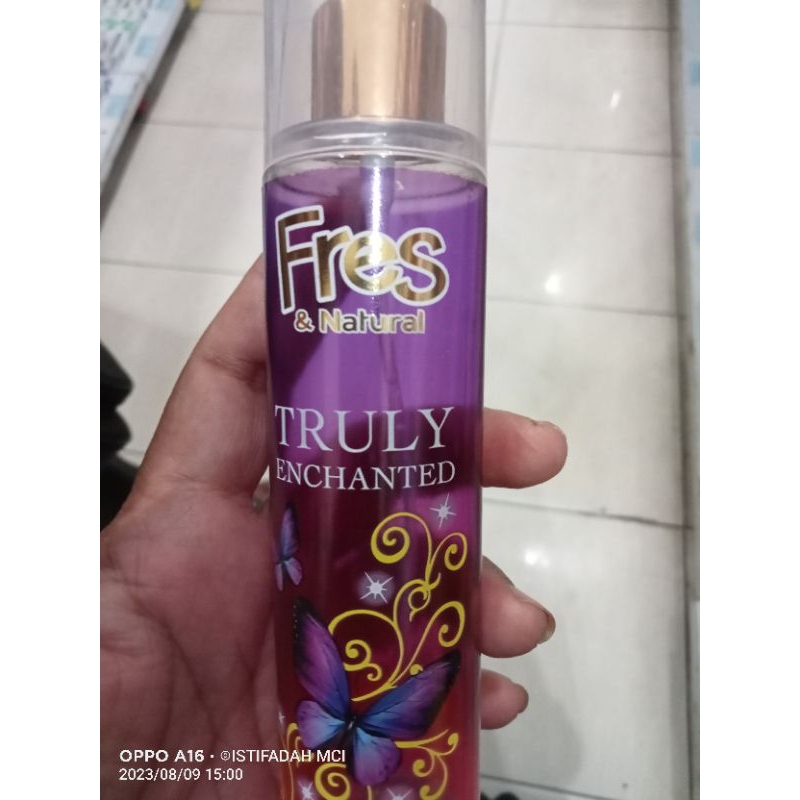 Fres
& Natural
TRULY
ENCHANTED
OPPO A16 · ©ISTIFADAH MCI
2023/08/09 15:00